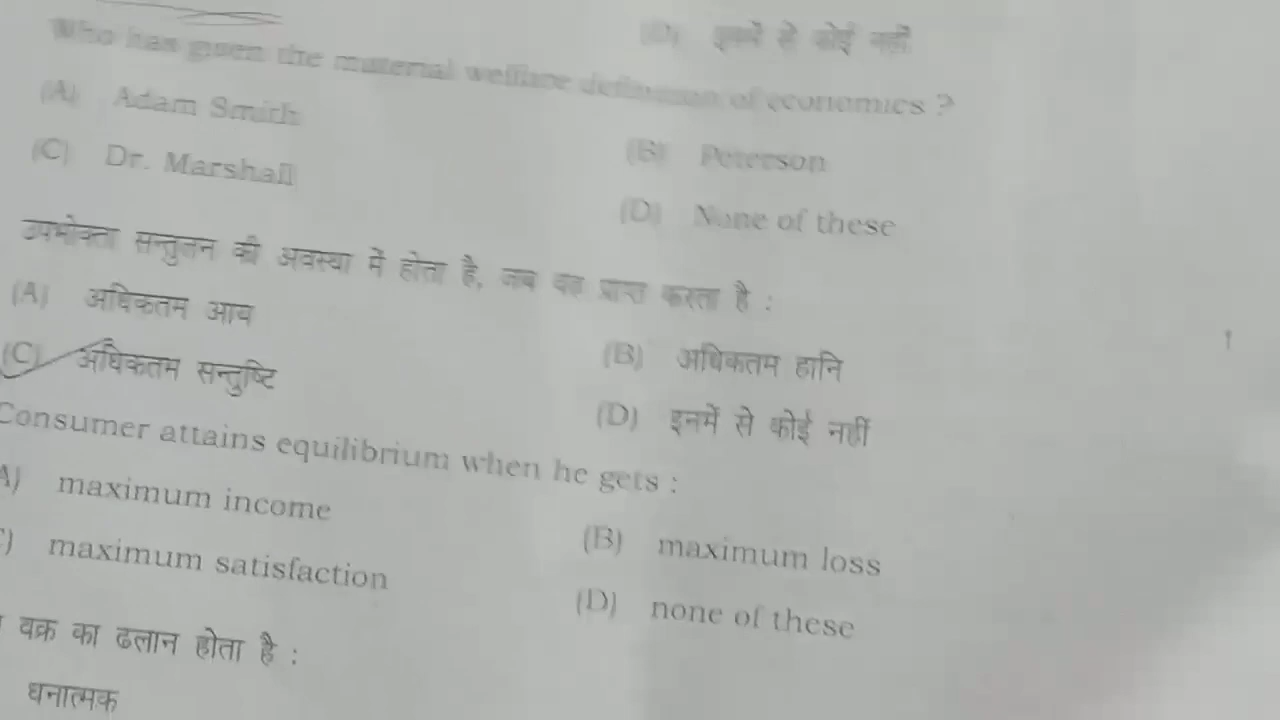 (D) इनमें से कोई नहीं
Who has given the material welfare definition of economics ?
(A) Adam Smith
(B) Peterson
(C) Dr. Marshall
(D) None of these
उपभोक्ता सन्तुलन की अवस्था में होता है, जब वह प्राप्त करता है :
(A) अधिकतम आय
(B) अधिकतम हानि
(C) अधिकतम सन्तुष्टि
(D) इनमें से कोई नहीं
Consumer attains equilibrium when he gets :
A) maximum income
(B) maximum loss
) maximum satisfaction
(D) none of these
वक्र का ढलान होता है :
धनात्मक